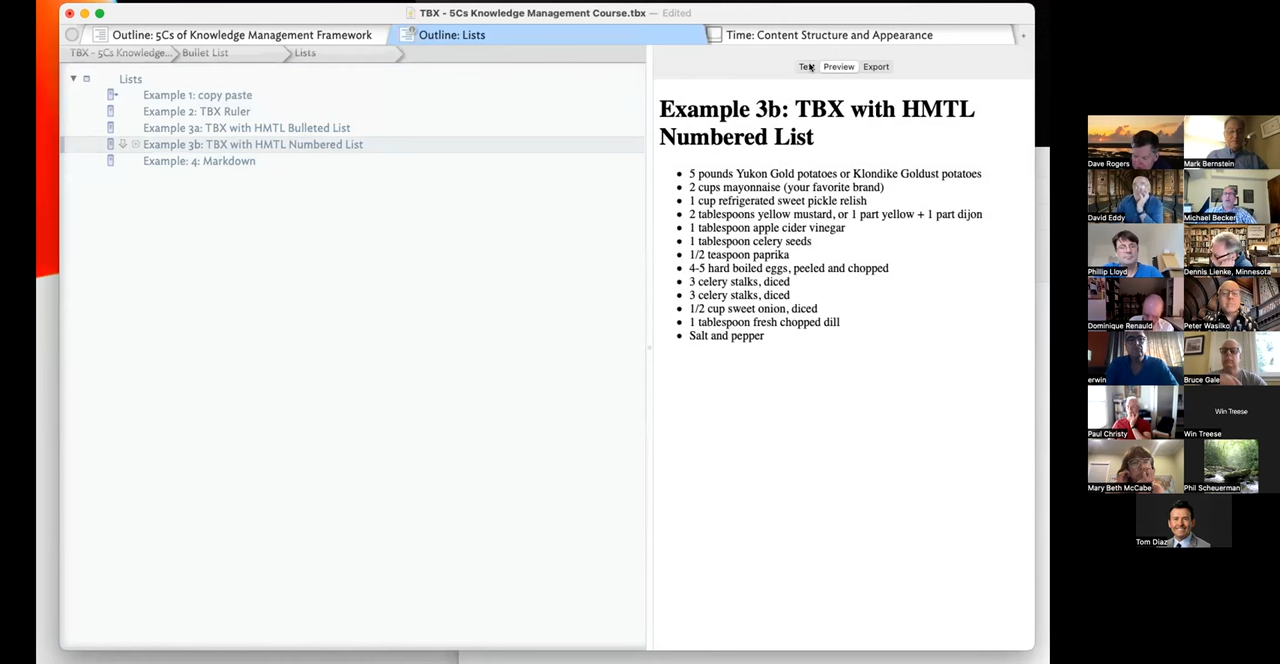 TBX - 5Cs Knowledge Management Course.tbx — Edited
Outline: 5Cs of Knowledge Management Framework
Outline: Lists
Time: Content Structure and Appearance
TBX - 5Cs Knowledge... Bullet List Lists
Text Preview Export
Lists
Example 1: copy paste
Example 2: TBX Ruler
Example 3a: TBX with HMTL Bulleted List
Example 3b: TBX with HMTL Numbered List
Example: 4: Markdown
Example 3b: TBX with HMTL
Numbered List
• 5 pounds Yukon Gold potatoes or Klondike Goldust potatoes
• 2 cups mayonnaise (your favorite brand)
• 1 cup refrigerated sweet pickle relish
• 2 tablespoons yellow mustard, or 1 part yellow + 1 part dijon
• 1 tablespoon apple cider vinegar
• 1 tablespoon celery seeds
• 1/2 teaspoon paprika
• 4-5 hard boiled eggs, peeled and chopped
• 3 celery stalks, diced
• 3 celery stalks, diced
• 1/2 cup sweet onion, diced
• 1 tablespoon fresh chopped dill
• Salt and pepper
Dave Rogers
Mark Bernstein
David Eddy
Michael Becker
Phillip Lloyd
Dennis Lienke, Minnesota
Dominique Renauld
Peter Wasilko
erwin
Bruce Gale
Win Treese
Paul Christy
Win Treese
Mary Beth McCabe
Phil Scheuerman
Tom Diaz